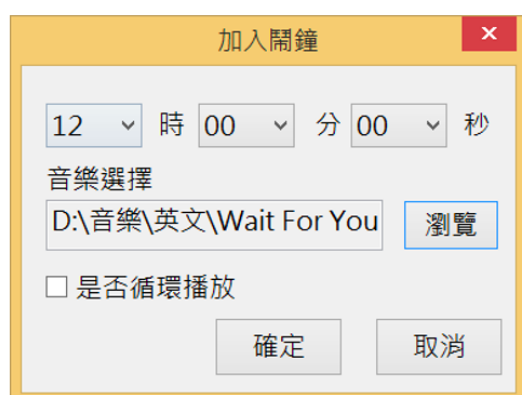 加入鬧鐘
12 時 00 分 00 秒
音樂選擇
D:\音樂\英文\Wait For You 瀏覽
是否循環播放
確定 取消